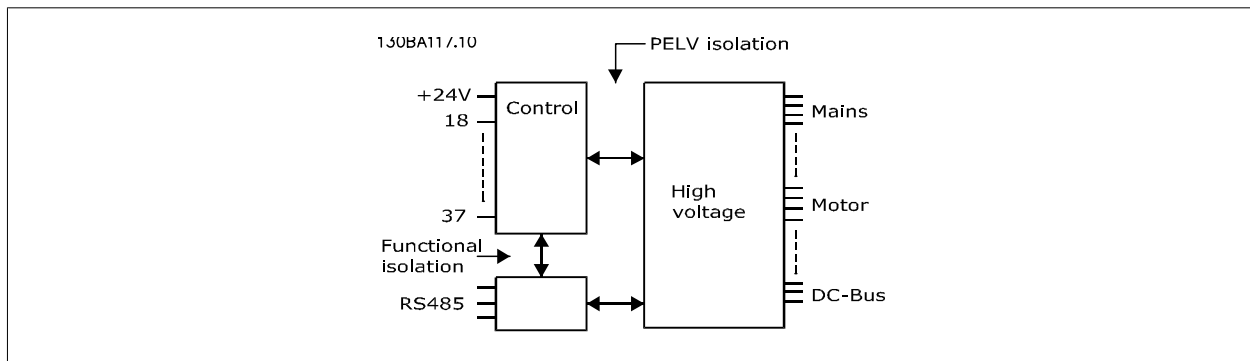 130BA117.10
PELV isolation
+24V
Control
18
37
Mains
High
voltage
Motor
Functional
isolation
RS485
DC-Bus